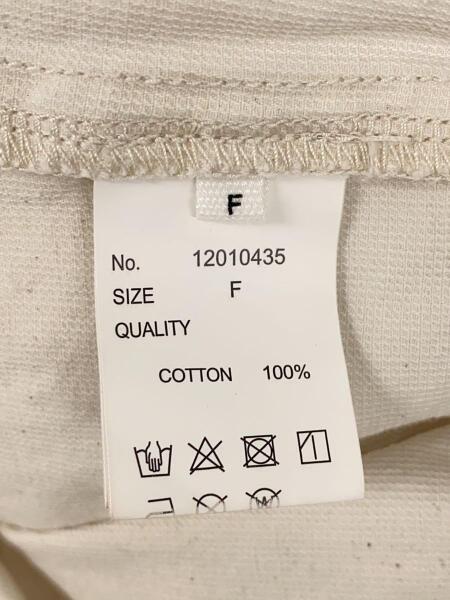 F
No. 12010435
SIZE F
QUALITY
COTTON 100%